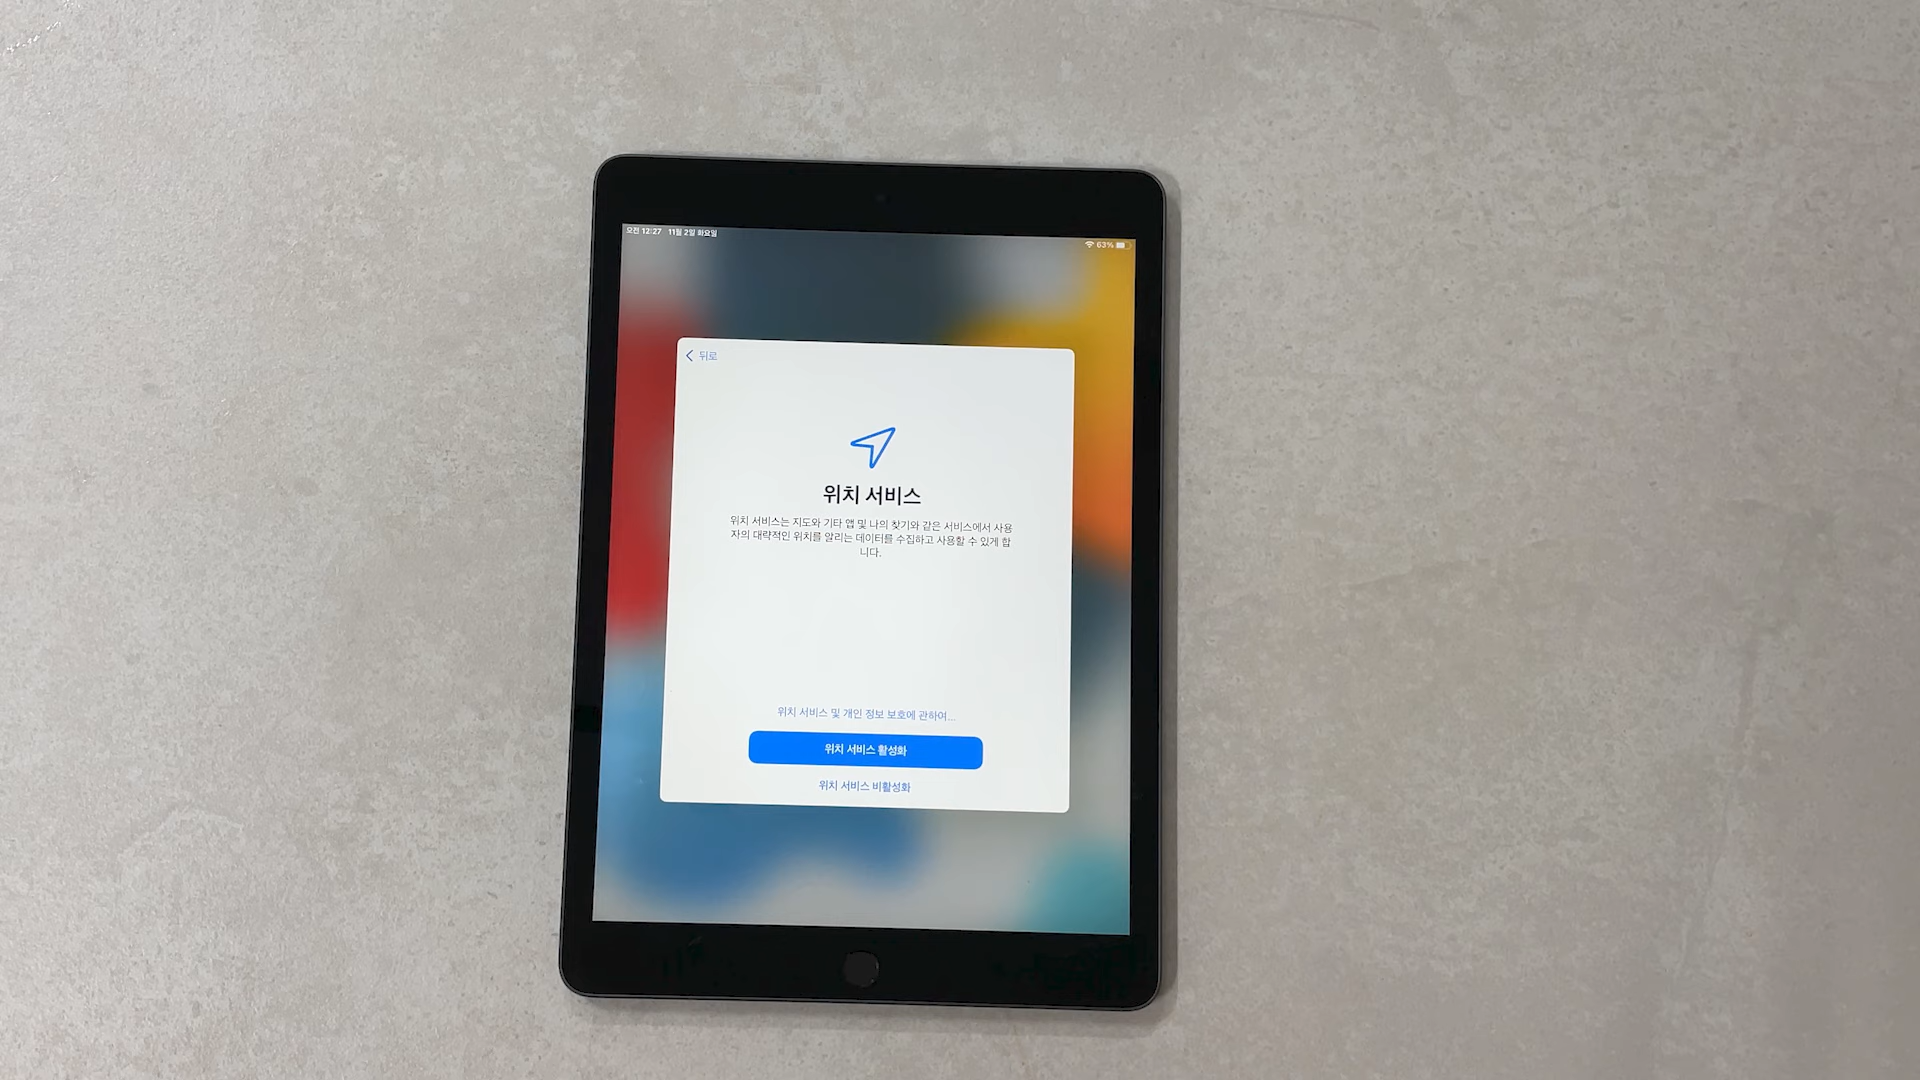 오전 12:27 11월 2일 화요일
63%
뒤로
위치 서비스
위치 서비스는 지도와 기타 앱 및 나의 찾기와 같은 서비스에서 사용
자의 대략적인 위치를 알리는 데이터를 수집하고 사용할 수 있게 합
니다.
위치 서비스 및 개인 정보 보호에 관하여...
위치 서비스 활성화
위치 서비스 비활성화